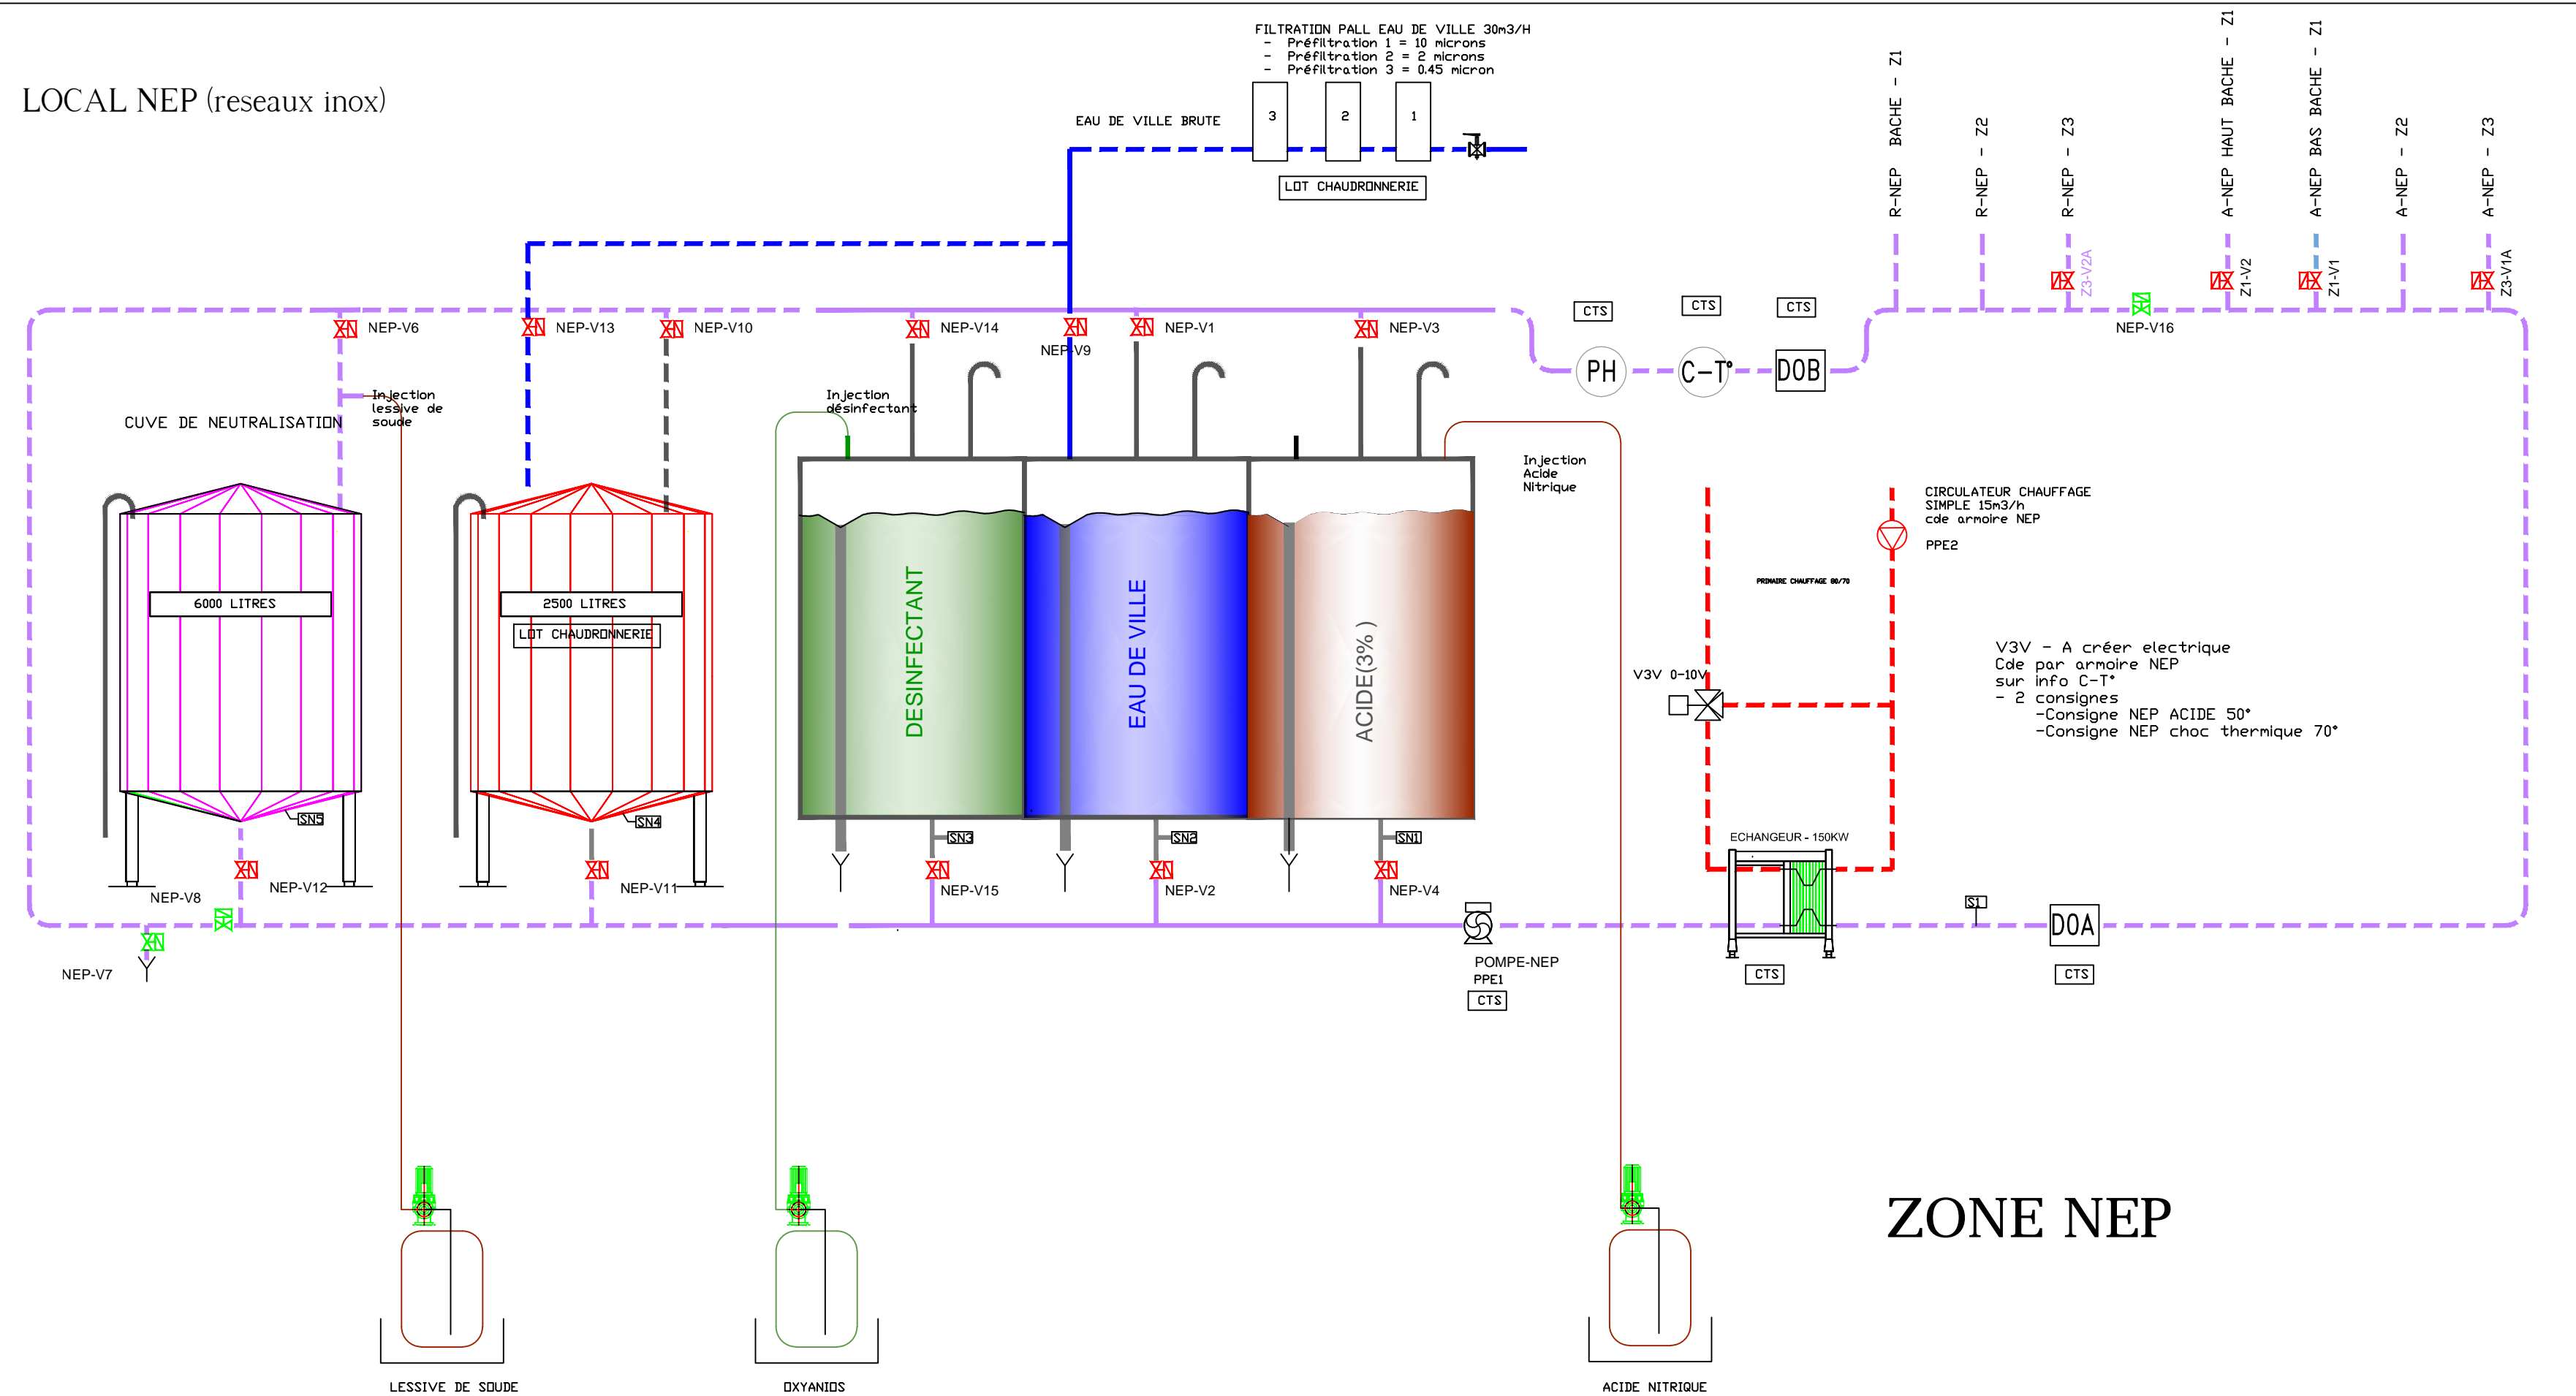 FILTRATION PALL EAU DE VILLE 30m3/H
- Préfiltration 1 = 10 microns
- Préfiltration 2 = 2 microns
- Préfiltration 3 = 0.45 micron
LOCAL NEP (reseaux inox)
EAU DE VILLE BRUTE
3
2
1
LOT CHAUDRONNERIE
R-NEP BACHE - Z1
R-NEP - Z2
R-NEP - Z3
A-NEP HAUT BACHE - Z1
A-NEP BAS BACHE - Z1
A-NEP - Z2
A-NEP - Z3
Z3-V2A
Z1-V2
Z1-V1
Z3-V1A
NEP-V16
NEP-V6
NEP-V13
NEP-V10
NEP-V14
NEP-V9
NEP-V1
NEP-V3
CTS
CTS
CTS
PH
C-T°
DOB
Injection
lessive de
soude
CUVE DE NEUTRALISATION
Injection
désinfectant
Injection
Acide
Nitrique
CIRCULATEUR CHAUFFAGE
SIMPLE 15m3/h
cde armoire NEP
PPE2
PRIMAIRE CHAUFFAGE 80/70
6000 LITRES
2500 LITRES
LOT CHAUDRONNERIE
DESINFECTANT
EAU DE VILLE
ACIDE(3% )
V3V 0-10V
V3V - A créer electrique
Cde par armoire NEP
sur info C-T°
- 2 consignes
-Consigne NEP ACIDE 50°
-Consigne NEP choc thermique 70°
SN5
SN4
SN3
SN2
SN1
ECHANGEUR - 150KW
NEP-V8
NEP-V12
NEP-V11
NEP-V15
NEP-V2
NEP-V4
S1
DOA
NEP-V7
POMPE-NEP
PPE1
CTS
CTS
CTS
ZONE NEP
LESSIVE DE SOUDE
OXYANIOS
ACIDE NITRIQUE